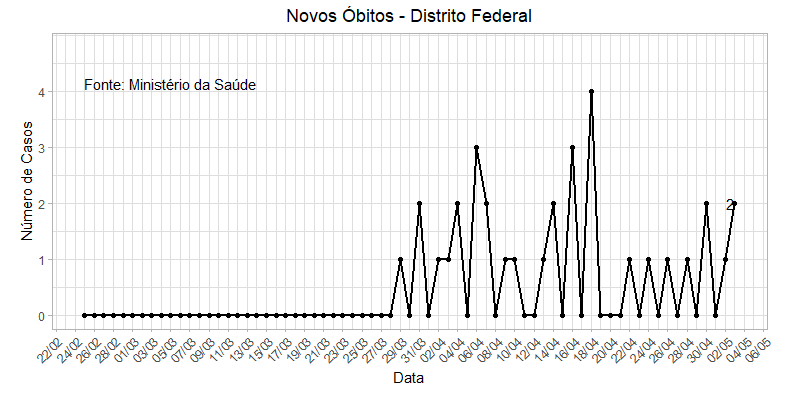 Novos Óbitos - Distrito Federal
Fonte: Ministério da Saúde
Número de Casos
4
3
2
1
0
2
22/02 24/02 26/02 28/02 01/03 03/03 05/03 07/03 09/03 11/03 13/03 15/03 17/03 19/03 21/03 23/03 25/03 27/03 29/03 31/03 02/04 04/04 06/04 08/04 10/04 12/04 14/04 16/04 18/04 20/04 22/04 24/04 26/04 28/04 30/04 02/05 04/05 06/05
Data